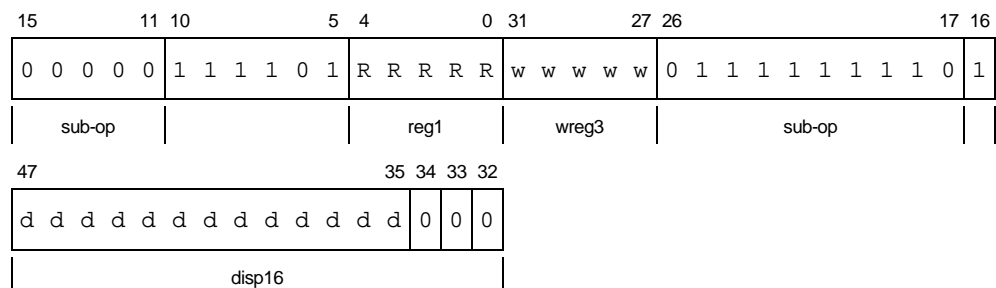 15 11 10 5 4 0 31 27 26 17 16
0 0 0 0 0 1 1 1 1 0 1 R R R R R w w w w w 0 1 1 1 1 1 1 1 1 0 1
sub-op reg1 wreg3 sub-op
47 35 34 33 32
d d d d d d d d d d d d d 0 0 0
disp16